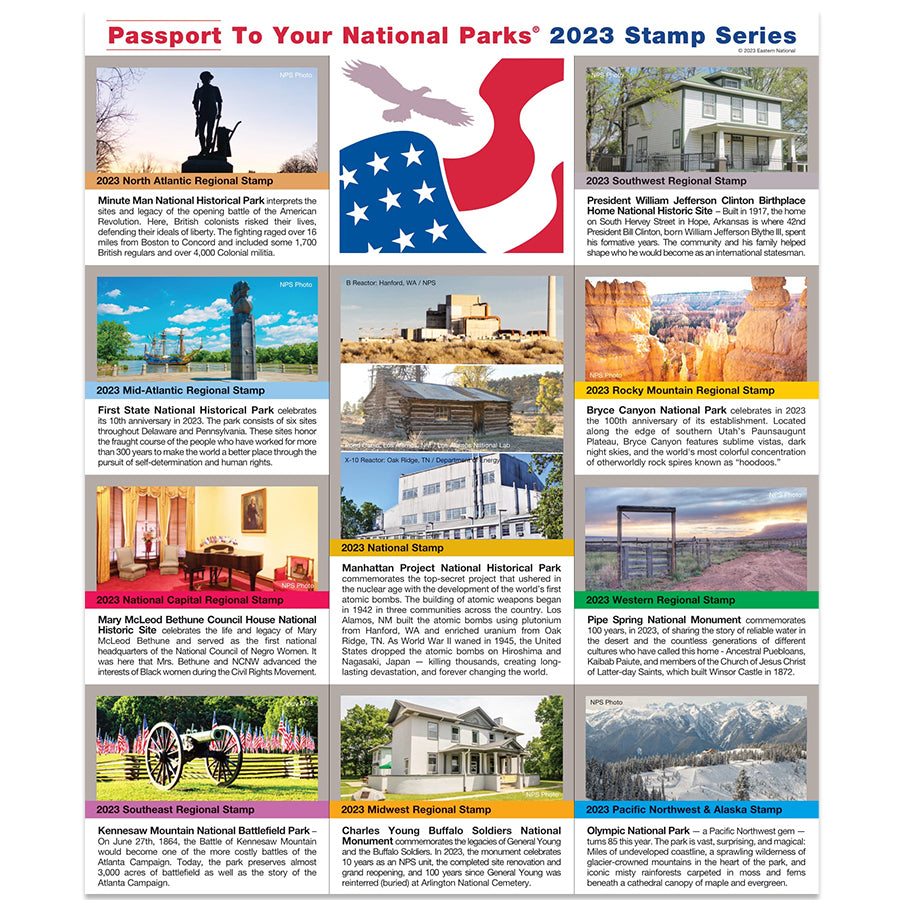 Passport To Your National Parks® 2023 Stamp Series
© 2023 Eastern National
NPS Photo
2023 North Atlantic Regional Stamp
Minute Man National Historical Park interprets the
sites and legacy of the opening battle of the American
Revolution. Here, British colonists risked their lives,
defending their ideals of liberty. The fighting raged over 16
miles from Boston to Concord and included some 1,700
British regulars and over 4,000 Colonial militia.
NPS Photo
2023 Southwest Regional Stamp
President William Jefferson Clinton Birthplace
Home National Historic Site – Built in 1917, the home
on South Hervey Street in Hope, Arkansas is where 42nd
President Bill Clinton, born William Jefferson Blythe III, spent
his formative years. The community and his family helped
shape who he would become as an international statesman.
NPS Photo
2023 Mid-Atlantic Regional Stamp
First State National Historical Park celebrates
its 10th anniversary in 2023. The park consists of six sites
throughout Delaware and Pennsylvania. These sites honor
the fraught course of the people who have worked for more
than 300 years to make the world a better place through the
pursuit of self-determination and human rights.
B Reactor: Hanford, WA / NPS
Pond Cabin, Los Alamos, NM / Los Alamos National Lab
X-10 Reactor: Oak Ridge, TN / Department of Energy
2023 National Stamp
Manhattan Project National Historical Park
commemorates the top-secret project that ushered in
the nuclear age with the development of the world's first
atomic bombs. The building of atomic weapons began
in 1942 in three communities across the country. Los
Alamos, NM built the atomic bombs using plutonium
from Hanford, WA and enriched uranium from Oak
Ridge, TN. As World War II waned in 1945, the United
States dropped the atomic bombs on Hiroshima and
Nagasaki, Japan — killing thousands, creating long-
lasting devastation, and forever changing the world.
NPS Photo
2023 Rocky Mountain Regional Stamp
Bryce Canyon National Park celebrates in 2023
the 100th anniversary of its establishment. Located
along the edge of southern Utah's Paunsaugunt
Plateau, Bryce Canyon features sublime vistas, dark
night skies, and the world's most colorful concentration
of otherworldly rock spires known as “hoodoos.”
NPS Photo
2023 National Capital Regional Stamp
Mary McLeod Bethune Council House National
Historic Site celebrates the life and legacy of Mary
McLeod Bethune and served as the first national
headquarters of the National Council of Negro Women. It
was here that Mrs. Bethune and NCNW advanced the
interests of Black women during the Civil Rights Movement.
NPS Photo
2023 Western Regional Stamp
Pipe Spring National Monument commemorates
100 years, in 2023, of sharing the story of reliable water in
the desert and the countless generations of different
cultures who have called this home - Ancestral Puebloans,
Kaibab Paiute, and members of the Church of Jesus Christ
of Latter-day Saints, which built Winsor Castle in 1872.
2023 Southeast Regional Stamp
Kennesaw Mountain National Battlefield Park –
On June 27th, 1864, the Battle of Kennesaw Mountain
would become one of the more costly battles of the
Atlanta Campaign. Today, the park preserves almost
3,000 acres of battlefield as well as the story of the
Atlanta Campaign.
NPS Photo
2023 Midwest Regional Stamp
Charles Young Buffalo Soldiers National
Monument commemorates the legacies of General Young
and the Buffalo Soldiers. In 2023, the monument celebrates
10 years as an NPS unit, the completed site renovation and
grand reopening, and 100 years since General Young was
reinterred (buried) at Arlington National Cemetery.
NPS Photo
2023 Pacific Northwest & Alaska Stamp
Olympic National Park — a Pacific Northwest gem —
turns 85 this year. The park is vast, surprising, and magical:
Miles of undeveloped coastline, a sprawling wilderness of
glacier-crowned mountains in the heart of the park, and
iconic misty rainforests carpeted in moss and ferns
beneath a cathedral canopy of maple and evergreen.